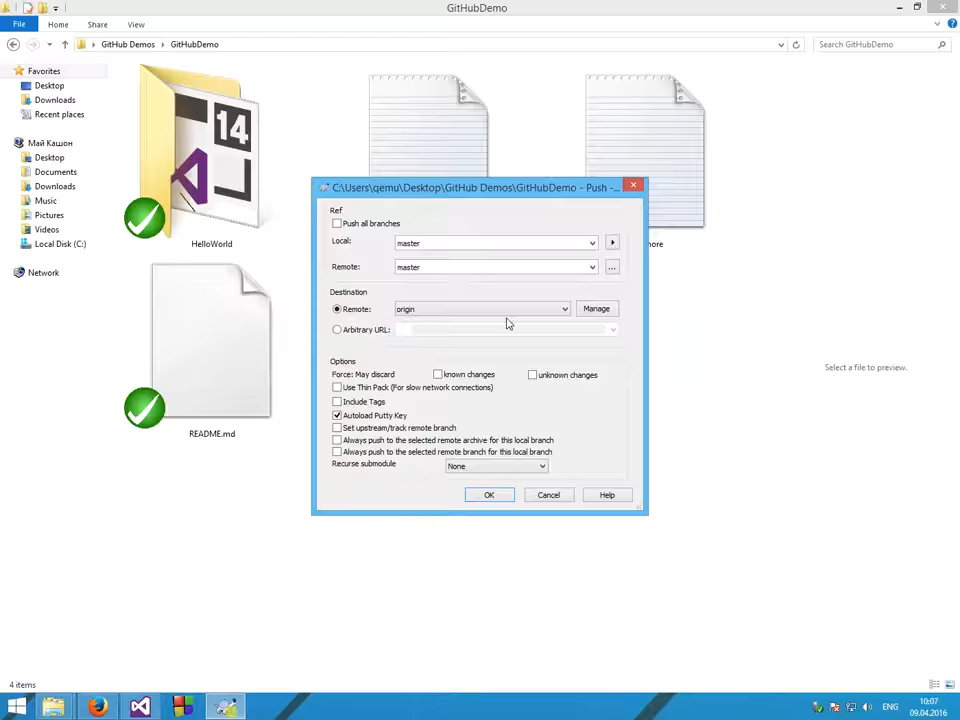 GitHubDemo
File Home Share View
GitHub Demos GitHubDemo
Search GitHubDemo
Favorites
Desktop
Downloads
Recent places
Май Кашон
Desktop
Documents
Downloads
Music
Pictures
Videos
Local Disk (C:)
Network
14
HelloWorld
README.md
Select a file to preview.
C:\Users\qemu\Desktop\GitHub Demos\GitHubDemo - Push -...
Ref
Push all branches
Local: master
Remote: master ...
Destination
Remote: origin Manage
Arbitrary URL:
Options
Force: May discard known changes unknown changes
Use Thin Pack (For slow network connections)
Include Tags
Autoload Putty Key
Set upstream/track remote branch
Always push to the selected remote archive for this local branch
Always push to the selected remote branch for this local branch
Recurse submodule None
OK Cancel Help
4 items
ENG
10:07
09.04.2016